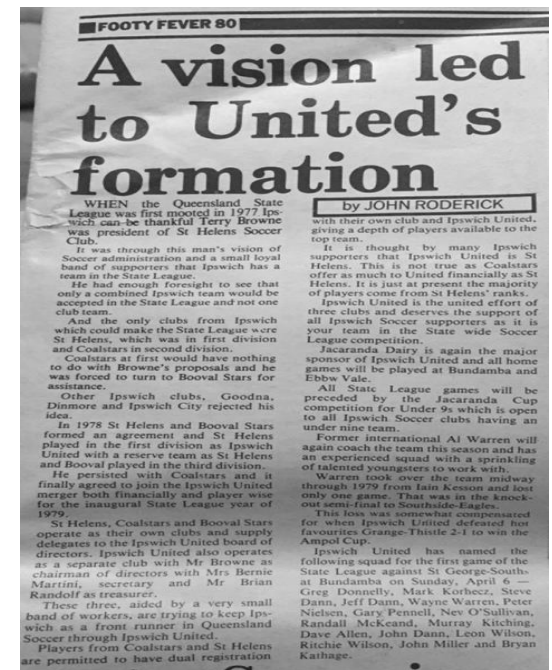 FOOTY FEVER 80
A vision led
to United's
formation
by JOHN RODERICK
WHEN the Queensland State
League was first mooted in 1977 Ips-
wich can be thankful Terry Browne
was president of St Helens Soccer
Club.
It was through this man's vision of
Soccer administration and a small loyal
band of supporters that Ipswich has a
team in the State League.
He had enough foresight to see that
only a combined Ipswich team would be
accepted in the State League and not one
club team.
And the only clubs from Ipswich
which could make the State League were
St Helens, which was in first division
and Coalstars in second division.
Coalstars at first would have nothing
to do with Browne's proposals and he
was forced to turn to Booval Stars for
assistance.
Other Ipswich clubs, Goodna,
Dinmore and Ipswich City rejected his
idea.
In 1978 St Helens and Booval Stars
formed an agreement and St Helens
played in the first division as Ipswich
United with a reserve team as St Helens
and Booval played in the third division.
He persisted with Coalstars and it
finally agreed to join the Ipswich United
merger both financially and player wise
for the inaugural State League year of
1979.
St Helens, Coalstars and Booval Stars
operate as their own clubs and supply
delegates to the Ipswich United board of
directors. Ipswich United also operates
as a separate club with Mr Browne as
chairman of directors with Mrs Bernie
Martini, secretary and Mr Brian
Randolf as treasurer.
These three, aided by a very small
band of workers, are trying to keep Ips-
wich as a front runner in Queensland
Soccer through Ipswich United.
Players from Coalstars and St Helens
are permitted to have dual registration
with their own club and Ipswich United,
giving a depth of players available to the
top team.
It is thought by many Ipswich
supporters that Ipswich United is St
Helens. This is not true as Coalstars
offer as much to United financially as St
Helens. It is just at present the majority
of players come from St Helens' ranks.
Ipswich United is the united effort of
three clubs and deserves the support of
all Ipswich Soccer supporters as it is
your team in the State wide Soccer
League competition.
Jacaranda Dairy is again the major
sponsor of Ipswich United and all home
games will be played at Bundamba and
Ebbw Vale.
All State League games will be
preceded by the Jacaranda Cup
competition for Under 9s which is open
to all Ipswich Soccer clubs having an
under nine team.
Former international Al Warren will
again coach the team this season and has
an experienced squad with a sprinkling
of talented youngsters to work with.
Warren took over the team midway
through 1979 from Iain Kesson and lost
only one game. That was in the knock-
out semi-final to Southside-Eagles.
This loss was somewhat compensated
for when Ipswich United defeated hot
favourites Grange-Thistle 2-1 to win the
Ampol Cup.
Ipswich United has named the
following squad for the first game of the
State League against St George-South-
at Bundamba on Sunday, April 6 —
Greg Donnelly, Mark Korhecz, Steve
Dann, Jeff Dann, Wayne Warren, Peter
Nielsen, Gary Pennell, Nev O'Sullivan,
Randall McKeand, Murray Kitching,
Dave Allen, John Dann, Leon Wilson,
Ritchie Wilson, John Miller and Bryan
Kathage.